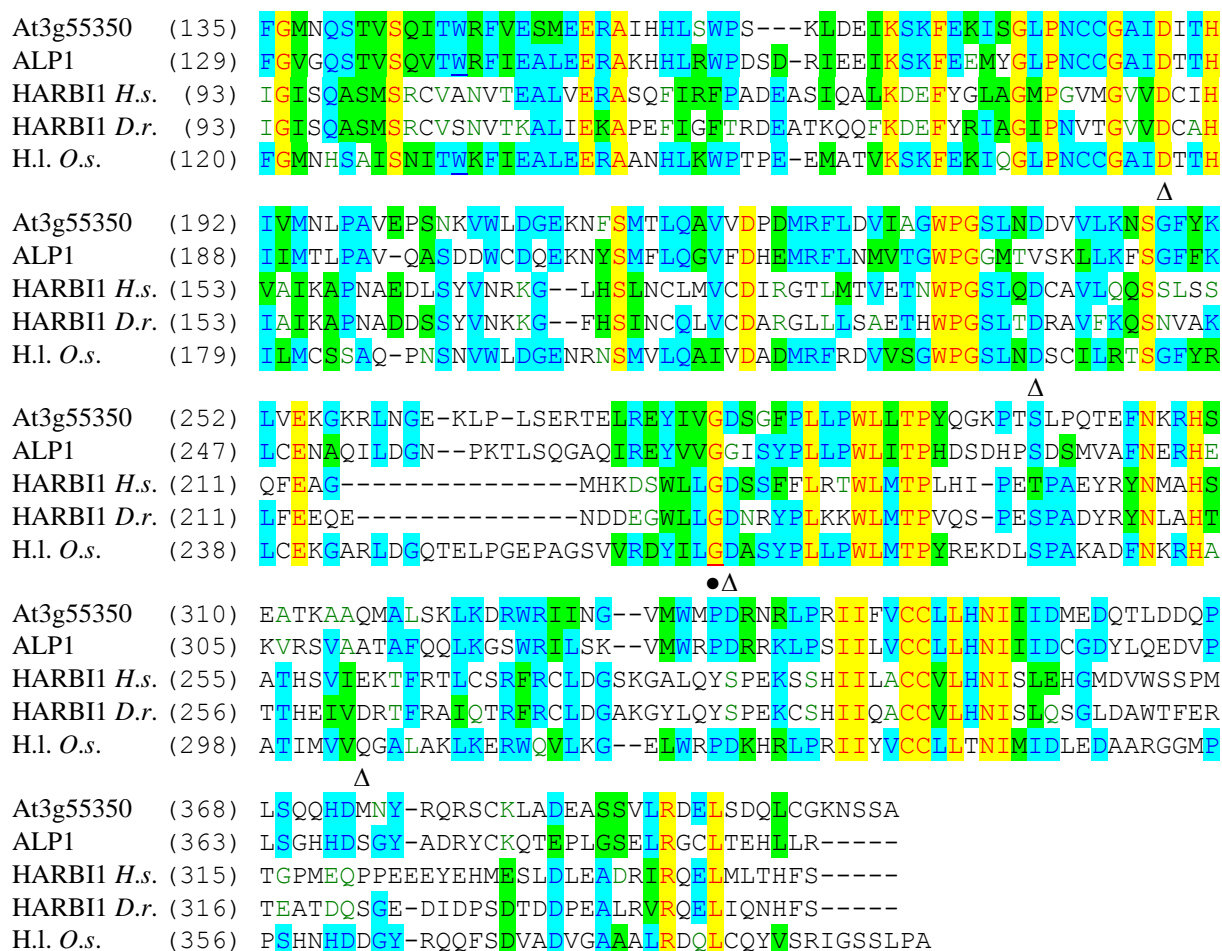 At3g55350 (135) FGMNQSTVSQITWRFVESMEERAIHHLSWPS---KLDEIKSKFEKISGLPNCCGAIDITH
ALP1 (129) FGVGQSTVSQVTWRFIEALEERAKHHLRWPDSD-RIEEIKSKFEEMYGLPNCCGAIDTTH
HARBI1 H.s. (93) IGISQASMSRCVANVTEALVERASQFIRFPADEASIQALKDEFYGLAGMPGVMGVVDCIH
HARBI1 D.r. (93) IGISQASMSRCVSNVTKALIEKAPEFIGFTRDEATKQQFKDEFYRIAGIPNVTGVVDCAH
H.l. O.s. (120) FGMNHSAISNITWKFIEALEERAANHLKWPTPE-EMATVKSKFEKIQGLPNCCGAIDTTH
Δ
At3g55350 (192) IVMNLPAVEPSNKVWLDGEKNFSMTLQAVVDPDMRFLDVIAGWPGSLNDDVVLKNSGFYK
ALP1 (188) IIMTLPAV-QASDDWCDQEKNYSMFLQGVFDHEMRFLNMVTGWPGGMTVSKLLKFSGFFK
HARBI1 H.s. (153) VAIKAPNAEDLSYVNRKG--LHSLNCLMVCDIRGTLMTVETNWPGSLQDCAVLQQSSLSS
HARBI1 D.r. (153) IAIKAPNADDSSYVNKKG--FHSINCQLVCDARGLLLSAETHWPGSLTDRAVFKQSNVAK
H.l. O.s. (179) ILMCSSAQ-PNSNVWLDGENRNSMVLQAIVDADMRFRDVVSGWPGSLNDSCILRTSGFYR
Δ
At3g55350 (252) LVEKGKRLNGE-KLP-LSERTELREYIVGDSGFPLLPWLLTPYQGKPTSLPQTEFNKRHS
ALP1 (247) LCENAQILDGN--PKTLSQGAQIREYVVGGISYPLLPWLITPHDSDHPSDSMVAFNERHE
HARBI1 H.s. (211) QFEAG---------------MHKDSWLLGDSSFFLRTWLMTPLHI-PETPAEYRYNMAHS
HARBI1 D.r. (211) LFEEQE-------------NDDEGWLLGDNRYPLKKWLMTPVQS-PESPADYRYNLAHT
H.l. O.s. (238) LCEKGARLDGQTELPGEPAGSVVRDYILGDASYPLLPWLMTPYREKDLSPAKADFNKRHA
●Δ
At3g55350 (310) EATKAAQMALSKLKDRWRIING--VMWMPDRNRLPRIIFVCCLLHNIIIDMEDQTLDDQP
ALP1 (305) KVRSVAATAFQQLKGSWRILSK--VMWRPDRRKLPSIILVCCLLHNIIIDCGDYLQEDVP
HARBI1 H.s. (255) ATHSVIEKTFRTLCSRFRCLDGSKGALQYSPEKSSHIILACCVLHNISLEHGMDVWSSPM
HARBI1 D.r. (256) TTHEIVDRTFRAIQTRFRCLDGAKGYLQYSPEKCSHIIQACCVLHNISLQSGLDAWTFER
H.l. O.s. (298) ATIMVVQGALAKLKERWQVLKG--ELWRPDKHRLPRIIYVCCLLTNIMIDLEDAARGGMP
Δ
At3g55350 (368) LSQQHDMNY-RQRSCKLADEASSVLRDELSDQLCGKNSSA
ALP1 (363) LSGHHDSGY-ADRYCKQTEPLGSELRGCLTEHLLR-----
HARBI1 H.s. (315) TGPMEQPPEEEYEHMESLDLEADRIRQELMLTHFS-----
HARBI1 D.r. (316) TEATDQSGE-DIDPSDTDDPEALRVRQELIQNHFS-----
H.l. O.s. (356) PSHNHDDGY-RQQFSDVADVGAAALRDQLCQYVSRIGSSLPA